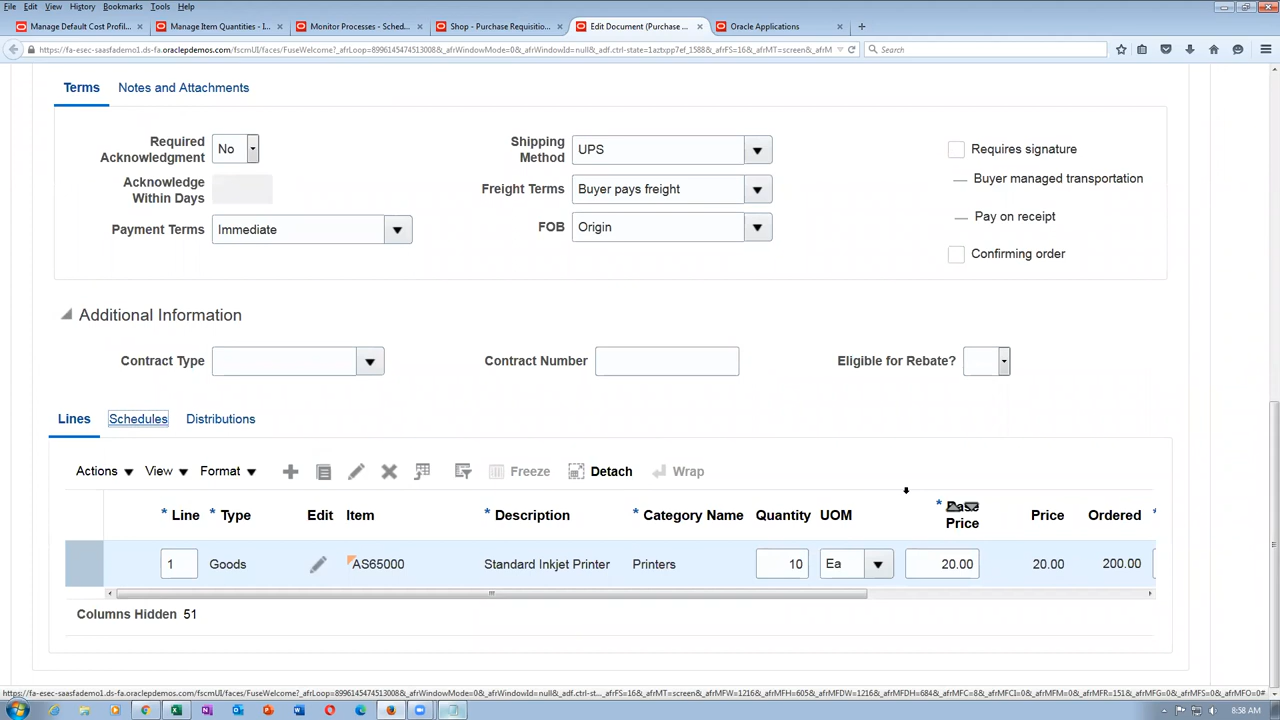 File Edit View History Bookmarks Tools Help
Manage Default Cost Profil...
Manage Item Quantities - I...
Monitor Processes - Sched...
Shop - Purchase Requisitio...
Edit Document (Purchase ...
Oracle Applications
Search
Terms
Notes and Attachments
Required Acknowledgment
No
Shipping Method
UPS
Requires signature
Acknowledge Within Days
Freight Terms
Buyer pays freight
Buyer managed transportation
Payment Terms
Immediate
FOB
Origin
Pay on receipt
Confirming order
Additional Information
Contract Type
Contract Number
Eligible for Rebate?
Lines
Schedules
Distributions
Actions
View
Format
Freeze
Detach
Wrap
* Line * Type Edit Item * Description * Category Name Quantity UOM * Base Price Price Ordered *
1 Goods AS65000 Standard Inkjet Printer Printers 10 Ea 20.00 20.00 200.00
Columns Hidden 51
8:58 AM